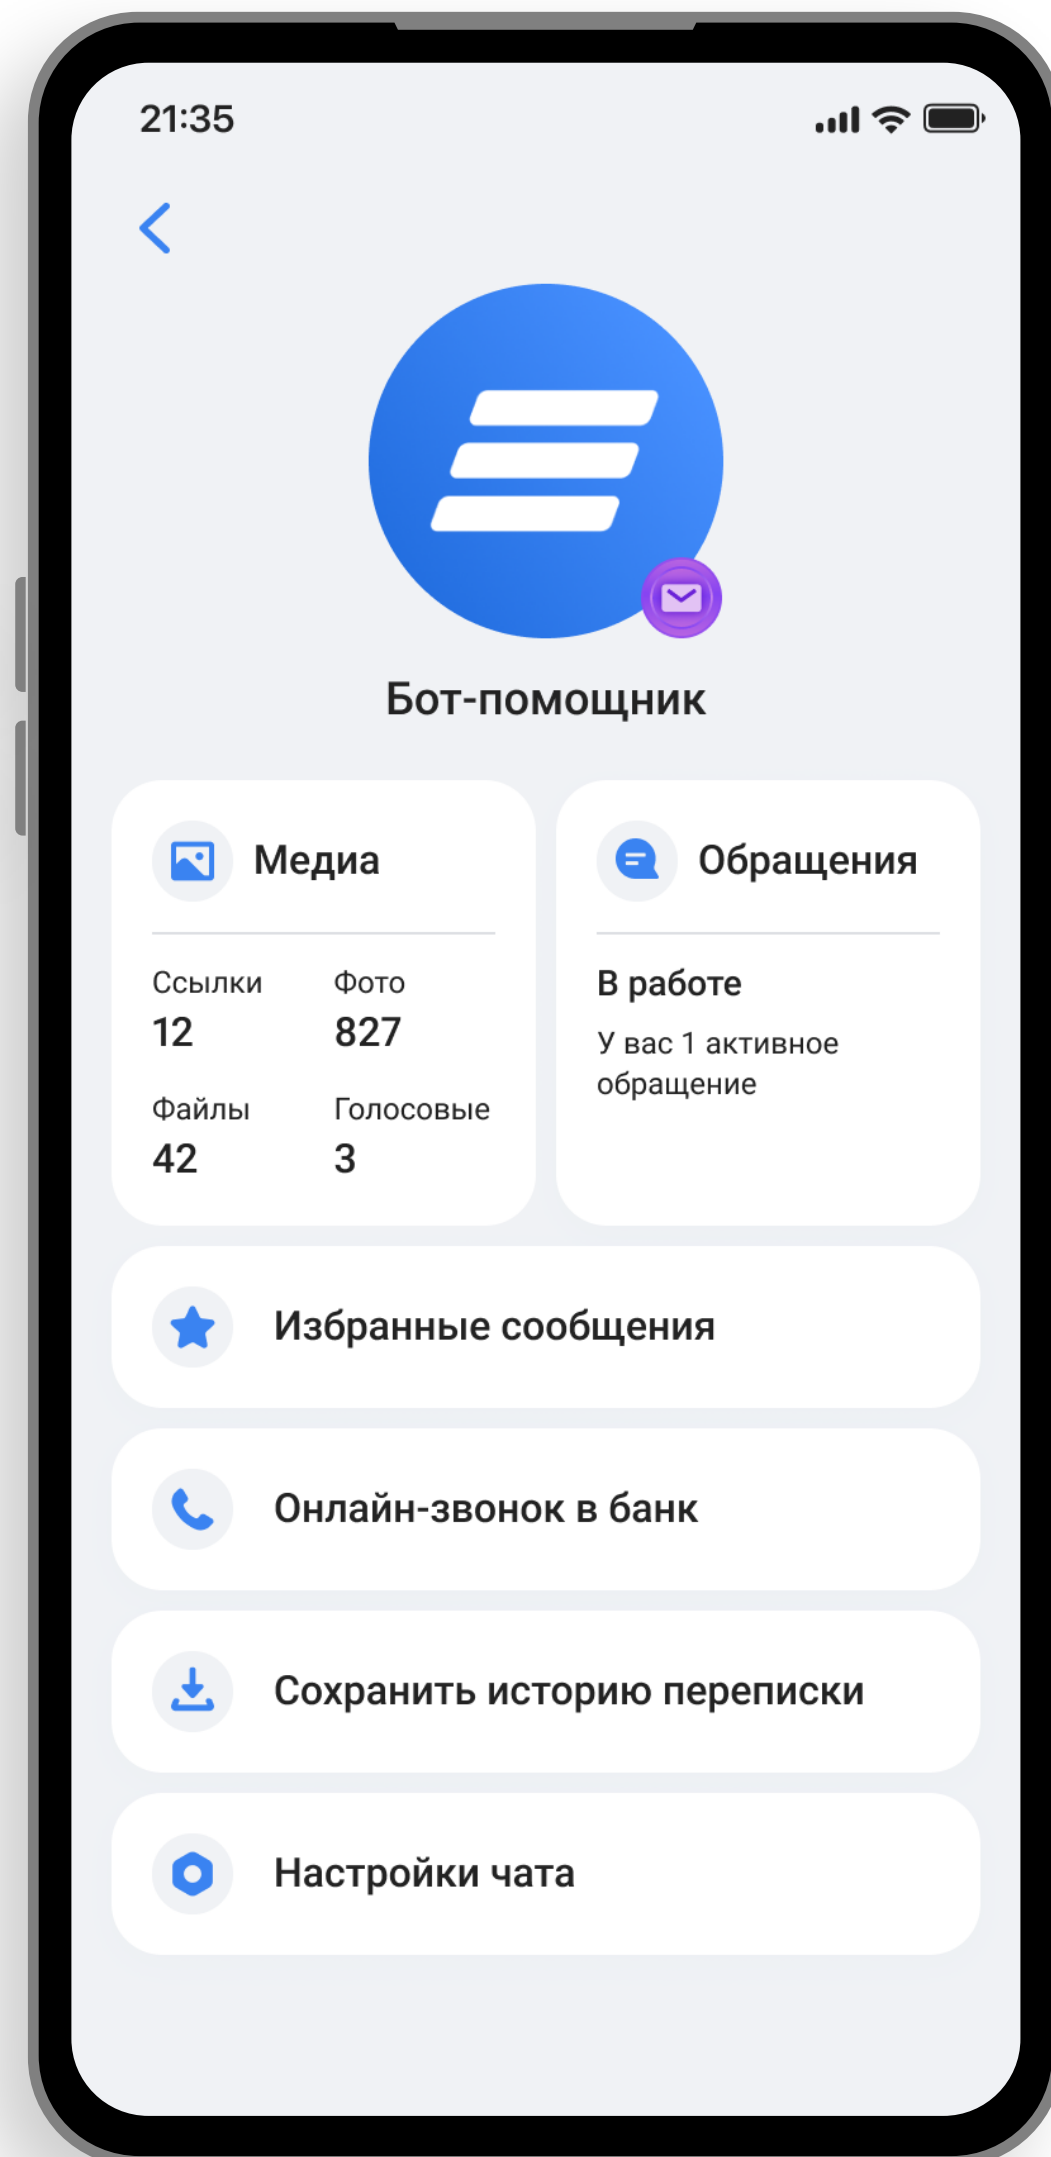 21:35
Бот-помощник
Медиа
Ссылки
12
Фото
827
Файлы
42
Голосовые
3
Обращения
В работе
У вас 1 активное
обращение
Избранные сообщения
Онлайн-звонок в банк
Сохранить историю переписки
Настройки чата